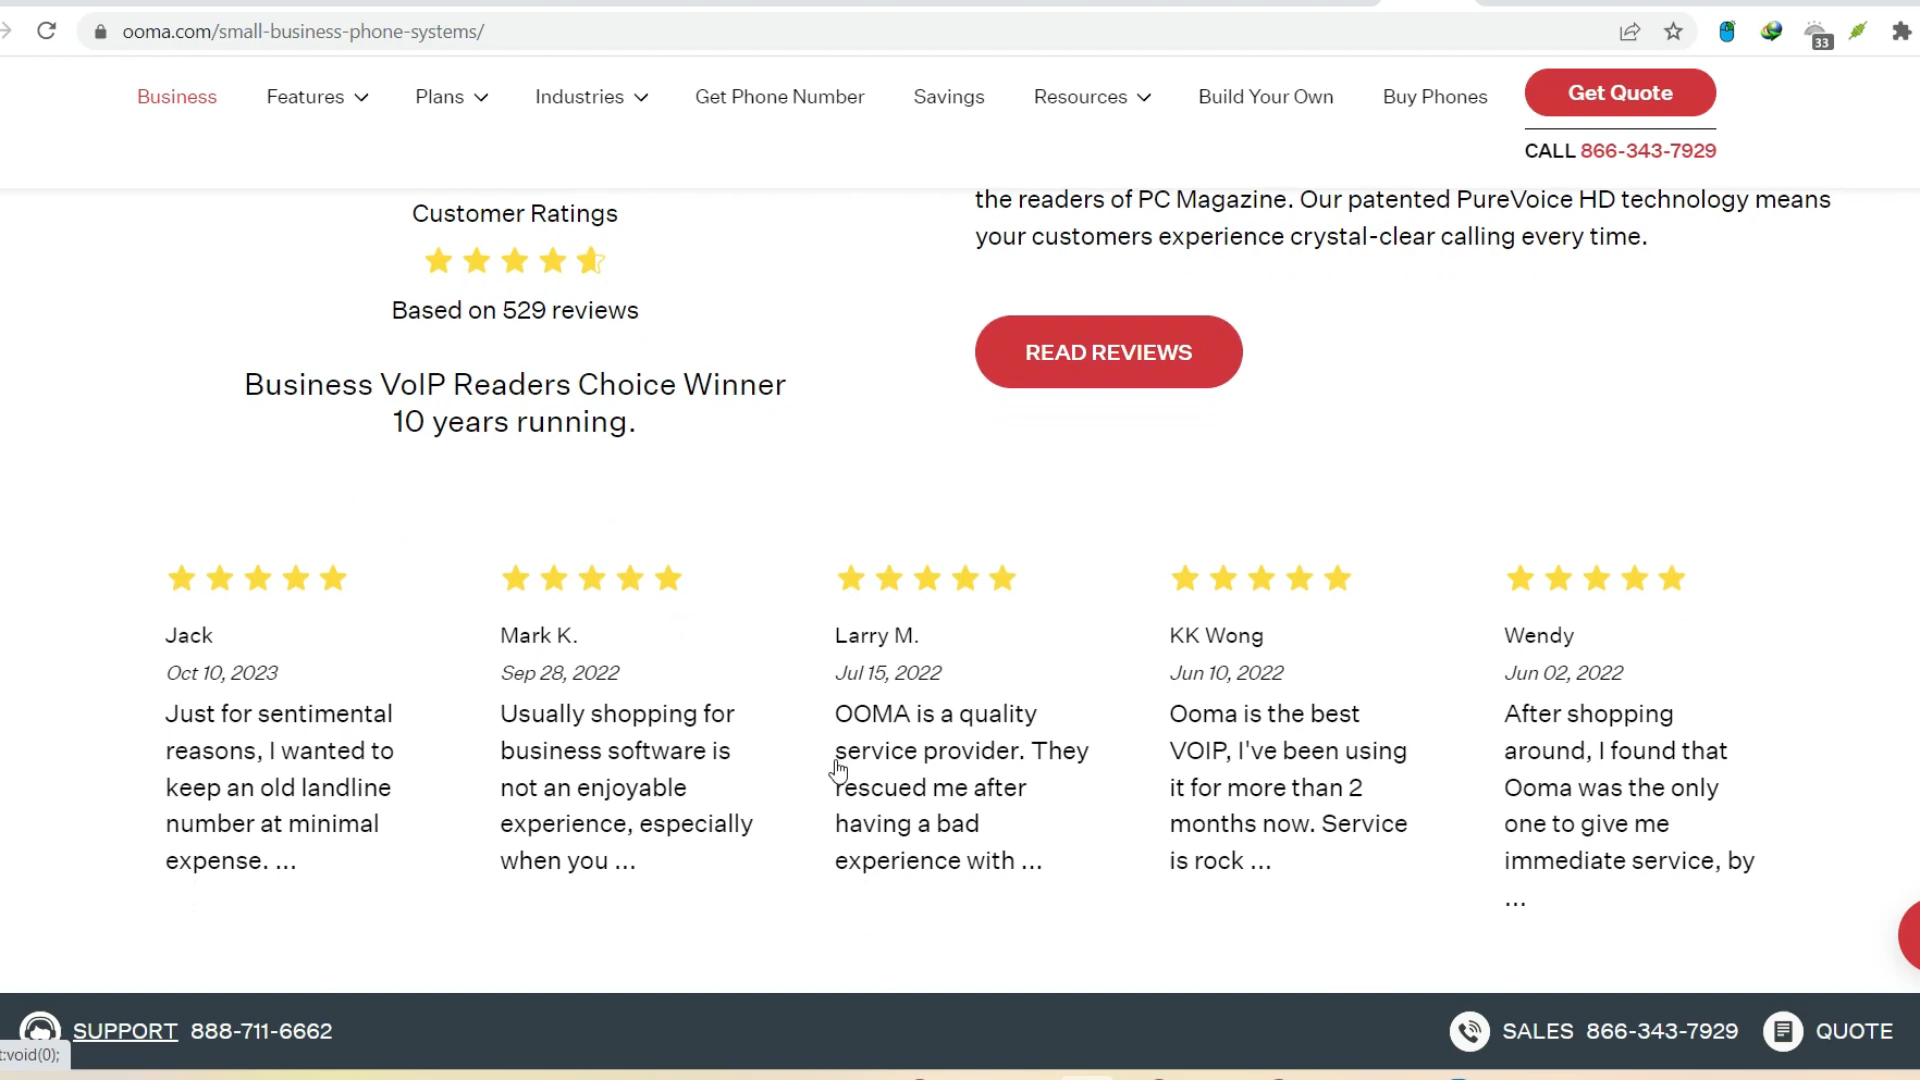 ooma.com/small-business-phone-systems/
33
Business
Features
Plans
Industries
Get Phone Number
Savings
Resources
Build Your Own
Buy Phones
Get Quote
CALL 866-343-7929
Customer Ratings
Based on 529 reviews
Business VoIP Readers Choice Winner
10 years running.
the readers of PC Magazine. Our patented PureVoice HD technology means
your customers experience crystal-clear calling every time.
READ REVIEWS
Jack
Oct 10, 2023
Just for sentimental
reasons, I wanted to
keep an old landline
number at minimal
expense. ...
Mark K.
Sep 28, 2022
Usually shopping for
business software is
not an enjoyable
experience, especially
when you ...
Larry M.
Jul 15, 2022
OOMA is a quality
service provider. They
rescued me after
having a bad
experience with ...
KK Wong
Jun 10, 2022
Ooma is the best
VOIP, I've been using
it for more than 2
months now. Service
is rock ...
Wendy
Jun 02, 2022
After shopping
around, I found that
Ooma was the only
one to give me
immediate service, by
...
SUPPORT 888-711-6662
SALES 866-343-7929
QUOTE
t:void(0);